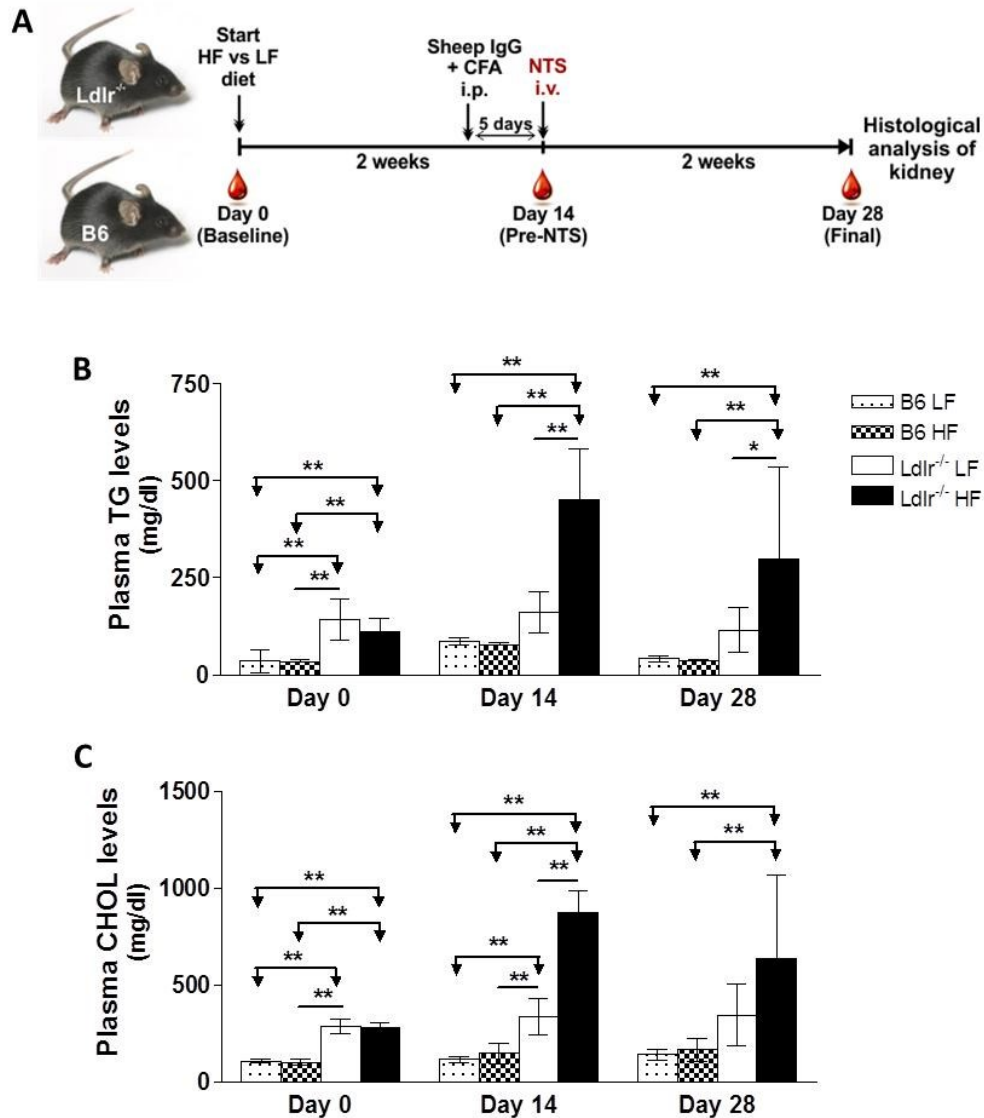 A
Ldlr-/-
B6
Start
HF vs LF
diet
Sheep IgG
+ CFA
i.p.
NTS
i.v.
5 days
2 weeks
2 weeks
Histological
analysis of
kidney
Day 0
(Baseline)
Day 14
(Pre-NTS)
Day 28
(Final)
B
Plasma TG levels
(mg/dl)
750
500
250
0
**
**
**
**
**
**
**
**
**
*
Day 0
Day 14
Day 28
B6 LF
B6 HF
Ldlr-/- LF
Ldlr-/- HF
C
Plasma CHOL levels
(mg/dl)
1500
1000
500
0
**
**
**
**
**
**
**
**
**
**
**
Day 0
Day 14
Day 28